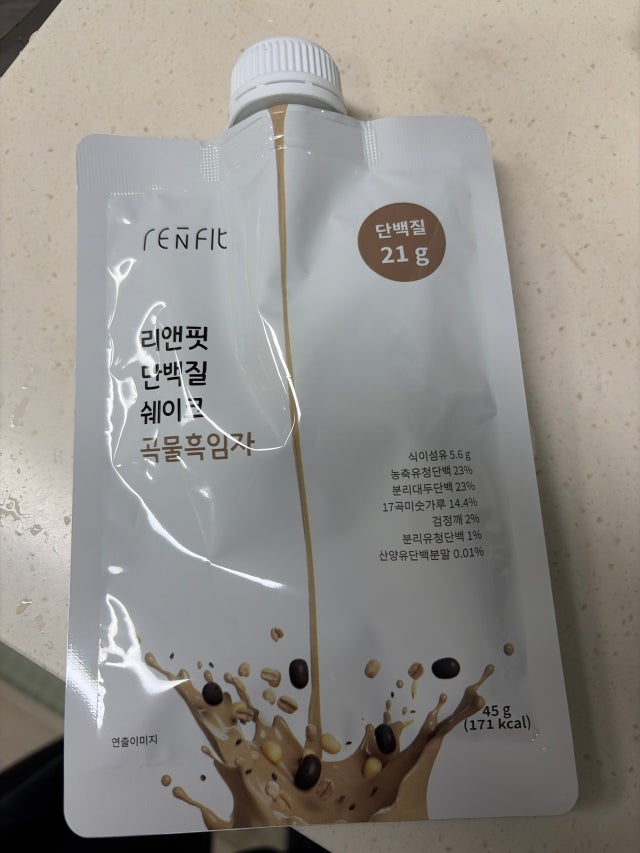 RENFIt
단백질
21 g
리앤핏
단백질
쉐이크
곡물흑임자
식이섬유 5.6 g
농축유청단백 23%
분리대두단백 23%
17곡미숫가루 14.4%
검정깨 2%
분리유청단백 1%
산양유단백분말 0.01%
연출이미지
45 g
(171 kcal)